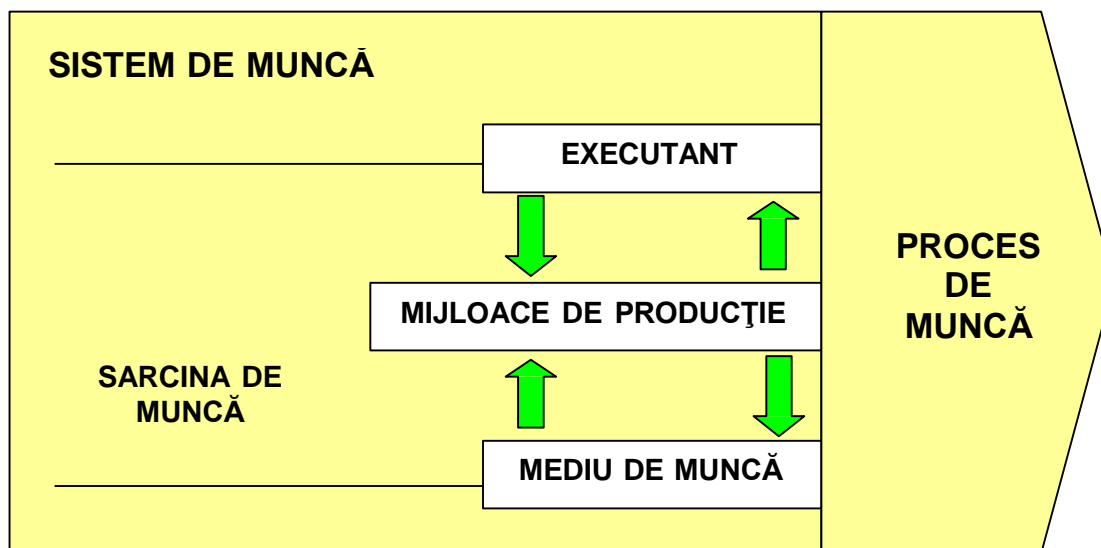 SISTEM DE MUNCĂ
EXECUTANT
MIJLOACE DE PRODUCŢIE
SARCINA DE
MUNCĂ
MEDIU DE MUNCĂ
PROCES
DE
MUNCĂ